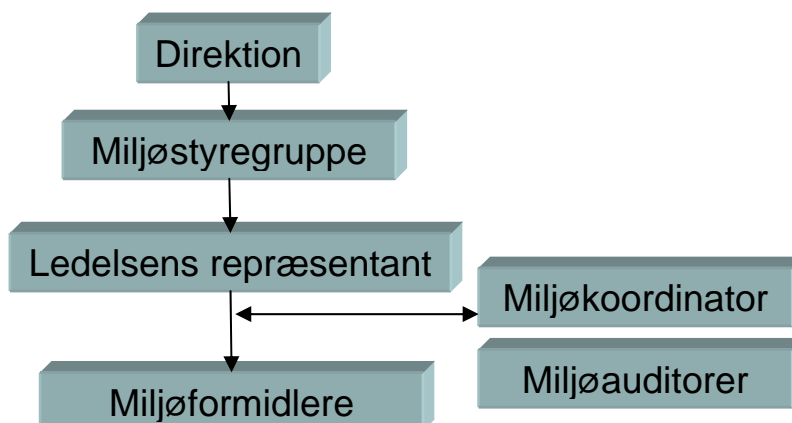 Direktion
Miljøstyregruppe
Ledelsens repræsentant
Miljøkoordinator
Miljøauditorer
Miljøformidlere